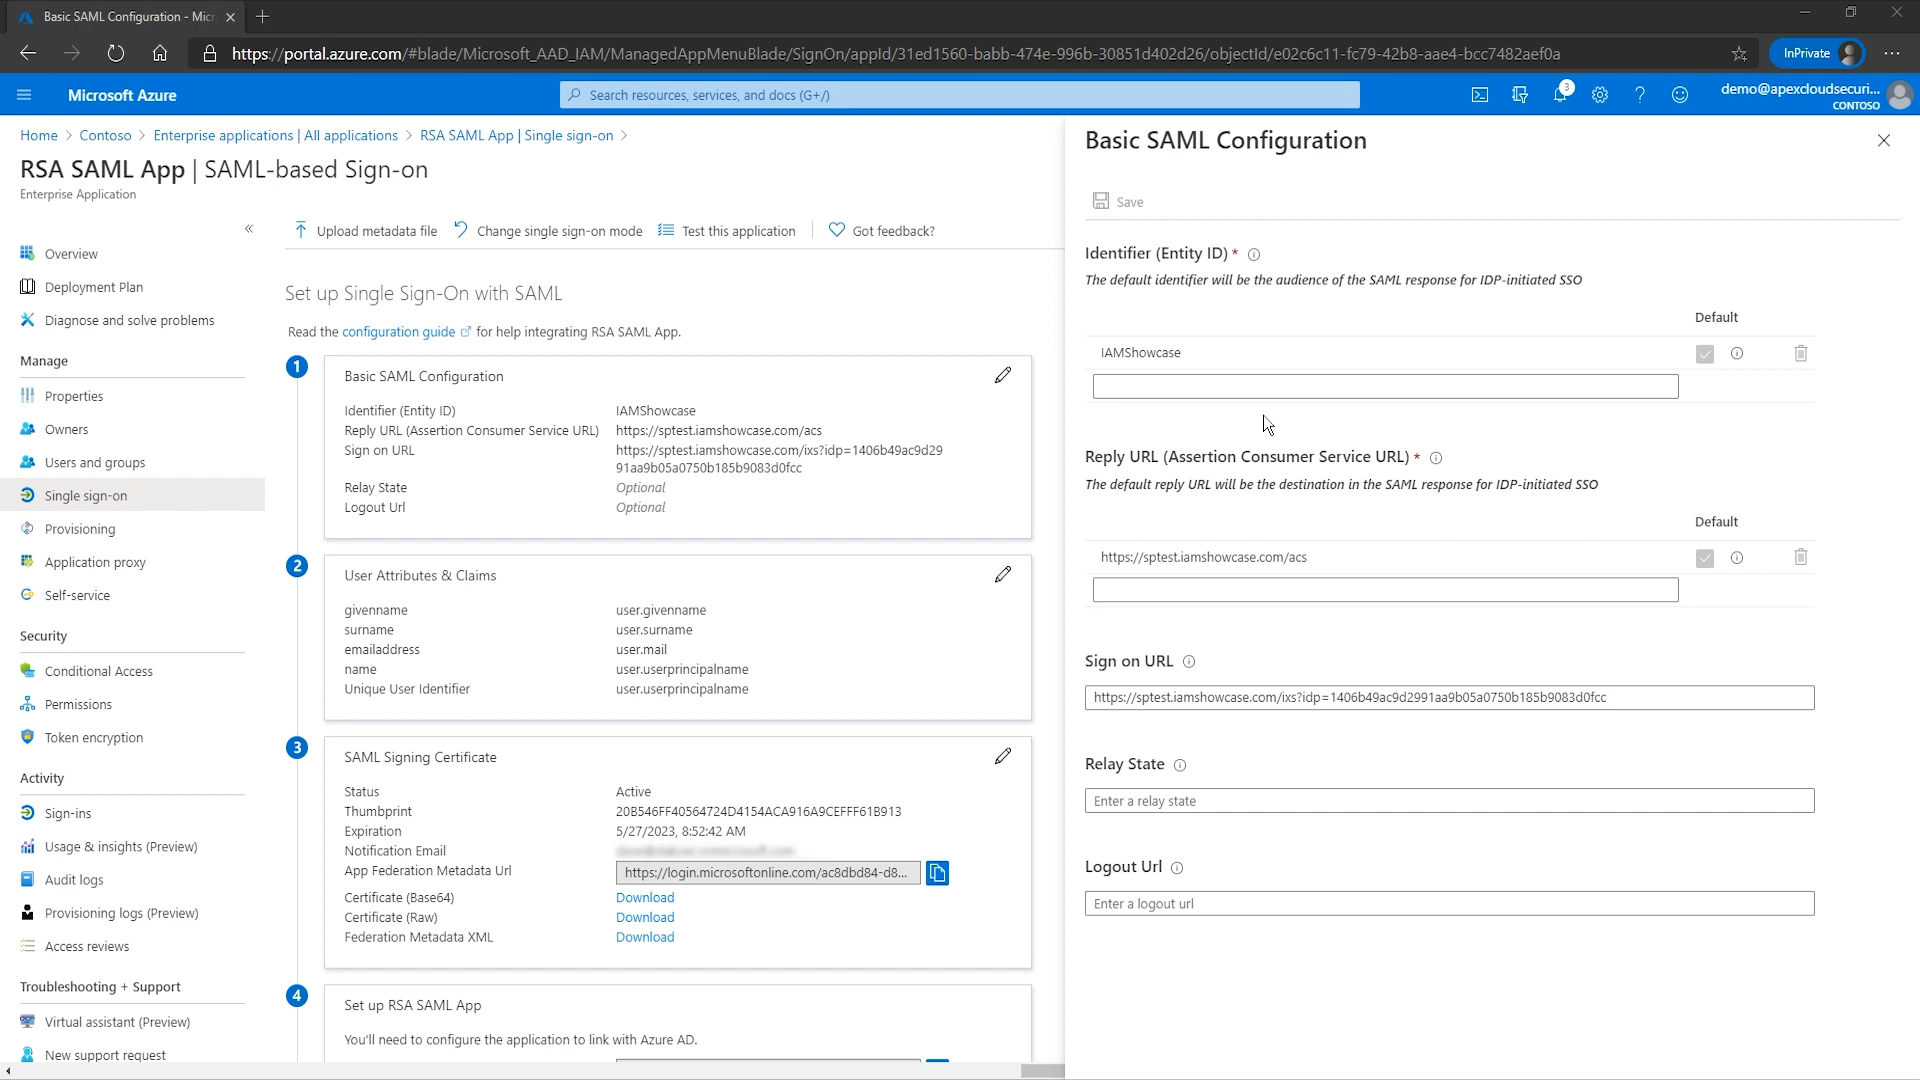 Basic SAML Configuration - Micr
https://portal.azure.com/#blade/Microsoft_AAD_IAM/ManagedAppMenuBlade/SignOn/appId/31ed1560-babb-474e-996b-30851d402d26/objectId/e02c6c11-fc79-42b8-aae4-bcc7482aef0a
InPrivate
Microsoft Azure
Search resources, services, and docs (G+/)
3
demo@apexcloudsecuri...
CONTOSO
Home > Contoso > Enterprise applications | All applications > RSA SAML App | Single sign-on >
RSA SAML App | SAML-based Sign-on
Enterprise Application
«
Overview
Deployment Plan
Diagnose and solve problems
Manage
Properties
Owners
Users and groups
Single sign-on
Provisioning
Application proxy
Self-service
Security
Conditional Access
Permissions
Token encryption
Activity
Sign-ins
Usage & insights (Preview)
Audit logs
Provisioning logs (Preview)
Access reviews
Troubleshooting + Support
Virtual assistant (Preview)
New support request
Upload metadata file Change single sign-on mode Test this application Got feedback?
Set up Single Sign-On with SAML
Read the configuration guide for help integrating RSA SAML App.
1
Basic SAML Configuration
Identifier (Entity ID) IAMShowcase
Reply URL (Assertion Consumer Service URL) https://sptest.iamshowcase.com/acs
Sign on URL https://sptest.iamshowcase.com/ixs?idp=1406b49ac9d29
91aa9b05a0750b185b9083d0fcc
Relay State Optional
Logout Url Optional
2
User Attributes & Claims
givenname user.givenname
surname user.surname
emailaddress user.mail
name user.userprincipalname
Unique User Identifier user.userprincipalname
3
SAML Signing Certificate
Status Active
Thumbprint 20B546FF40564724D4154ACA916A9CEFFF61B913
Expiration 5/27/2023, 8:52:42 AM
Notification Email
App Federation Metadata Url https://login.microsoftonline.com/ac8dbd84-d8...
Certificate (Base64) Download
Certificate (Raw) Download
Federation Metadata XML Download
4
Set up RSA SAML App
You'll need to configure the application to link with Azure AD.
Basic SAML Configuration
Save
Identifier (Entity ID) *
The default identifier will be the audience of the SAML response for IDP-initiated SSO
Default
IAMShowcase
Reply URL (Assertion Consumer Service URL) *
The default reply URL will be the destination in the SAML response for IDP-initiated SSO
Default
https://sptest.iamshowcase.com/acs
Sign on URL
https://sptest.iamshowcase.com/ixs?idp=1406b49ac9d2991aa9b05a0750b185b9083d0fcc
Relay State
Enter a relay state
Logout Url
Enter a logout url